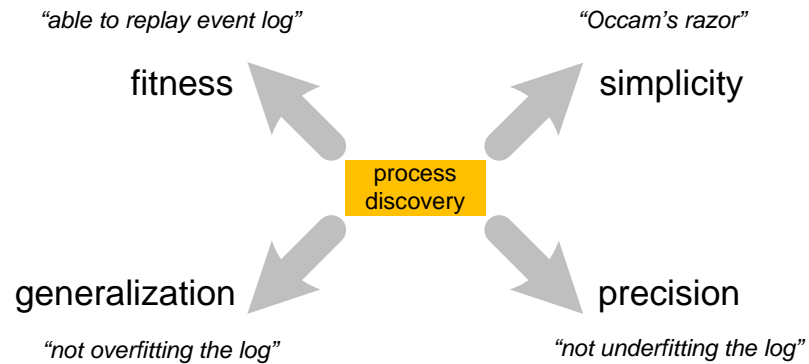 “able to replay event log”
“Occam’s razor”
fitness
simplicity
process
discovery
generalization
precision
“not overfitting the log”
“not underfitting the log”